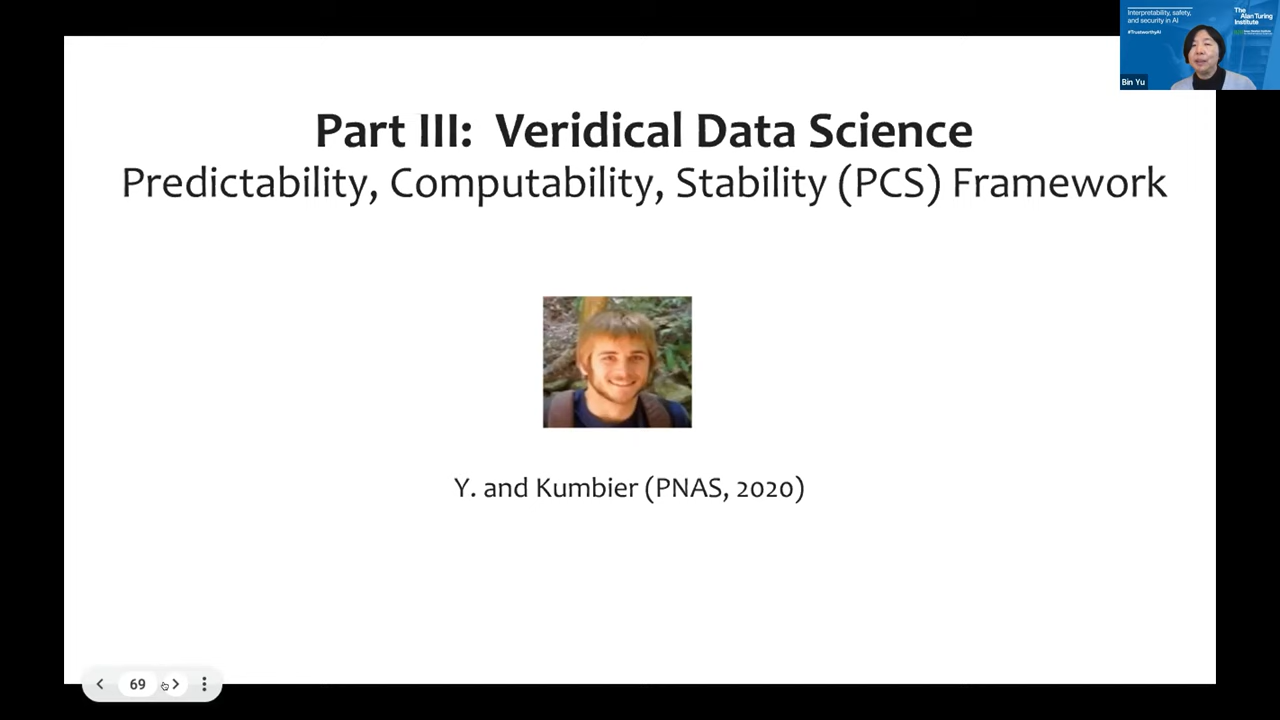 Part III: Veridical Data Science
Predictability, Computability, Stability (PCS) Framework
Y. and Kumbier (PNAS, 2020)
69
Interpretability, safety,
and security in AI
#TrustworthyAI
The
Alan Turing
Institute
Bin Yu